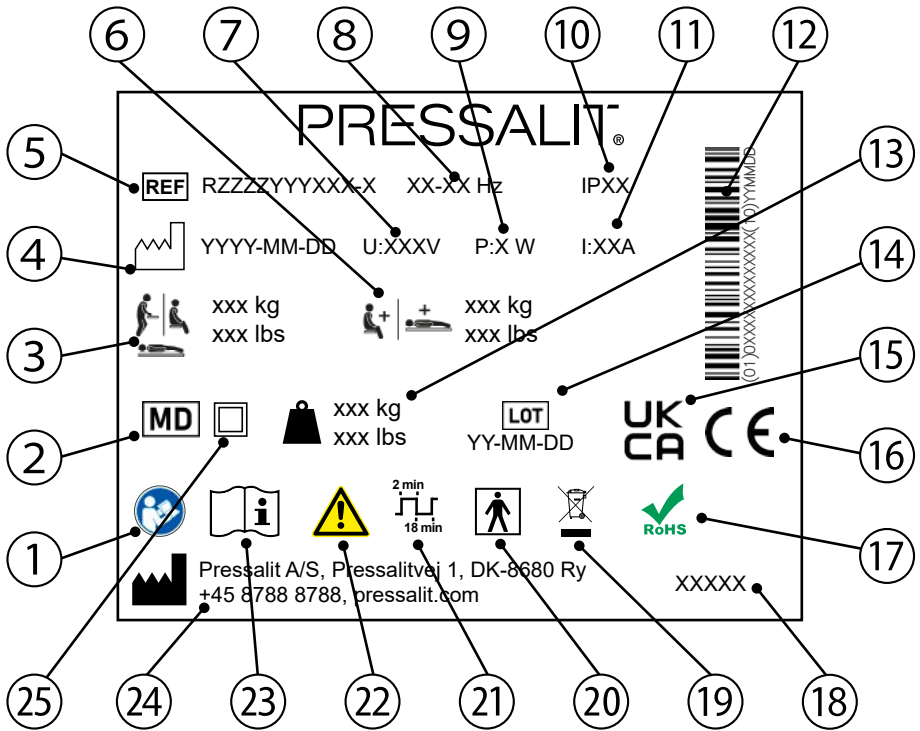 6 7 8 9 10 11 12
PRESSALIT®
5 REF RZZZZYYYXXX-X XX-XX Hz IPXX 13
4 YYYY-MM-DD U:XXXV P:X W I:XXA 14
(01)0XXXXXXXXXXXXX(10)YYMMDD
xxx kg + + xxx kg
3 xxx lbs xxx lbs 15
2 MD xxx kg LOT UK CE 16
xxx lbs YY-MM-DD CA
2 min
1 i ! 18 min RoHS 17
Pressalit A/S, Pressalitvej 1, DK-8680 Ry
+45 8788 8788, pressalit.com XXXXX
25 24 23 22 21 20 19 18